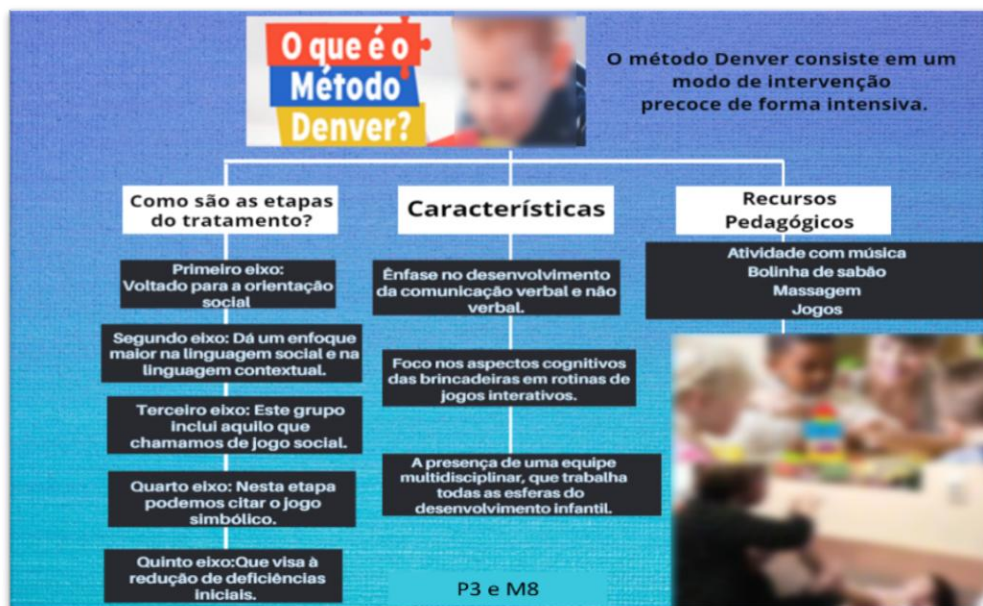 O que é o
Método
Denver?
O método Denver consiste em um
modo de intervenção
precoce de forma intensiva.
Como são as etapas
do tratamento?
Primeiro eixo:
Voltado para a orientação
social
Segundo eixo: Dá um enfoque
maior na linguagem social e na
linguagem contextual.
Terceiro eixo: Este grupo
inclui aquilo que
chamamos de jogo social.
Quarto eixo: Nesta etapa
podemos citar o jogo
simbólico.
Quinto eixo:Que visa à
redução de deficiências
iniciais.
Características
Ênfase no desenvolvimento
da comunicação verbal e não
verbal.
Foco nos aspectos cognitivos
das brincadeiras em rotinas de
jogos interativos.
A presença de uma equipe
multidisciplinar, que trabalha
todas as esferas do
desenvolvimento infantil.
P3 e M8
Recursos
Pedagógicos
Atividade com música
Bolinha de sabão
Massagem
Jogos